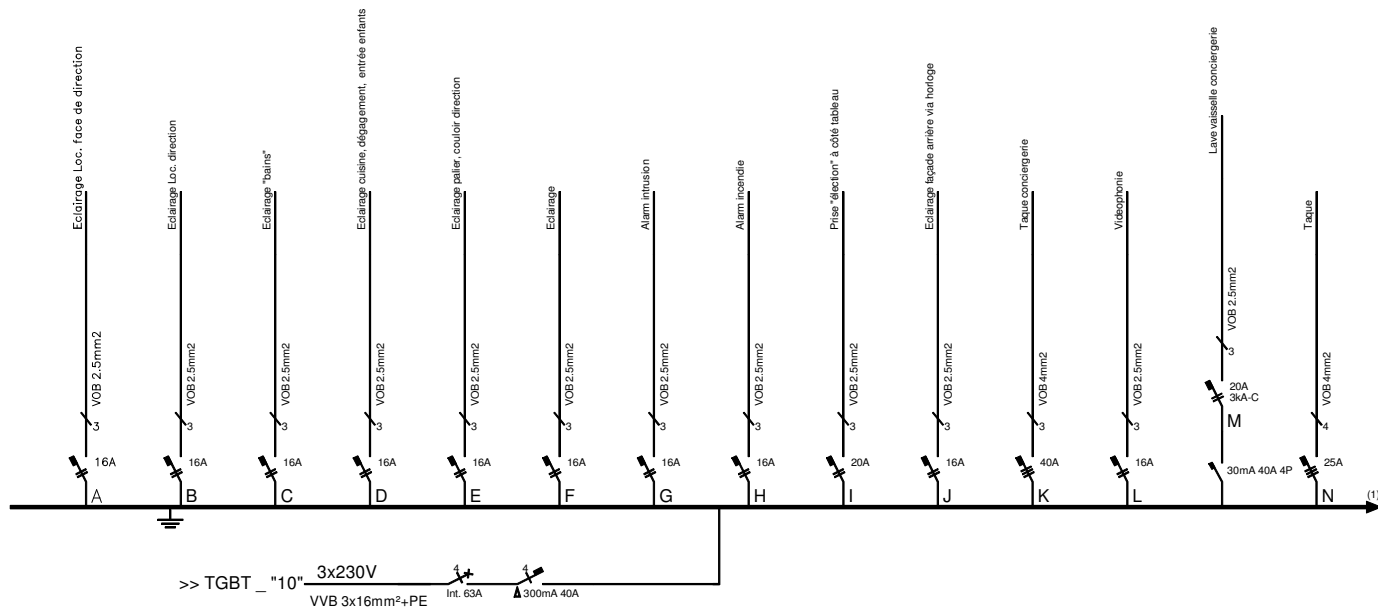 Eclairage Loc. face de direction
VOB 2.5mm2
3
16A
A
Eclairage Loc. direction
VOB 2.5mm2
3
16A
B
Eclairage "bains"
VOB 2.5mm2
3
16A
C
Eclairage cuisine, dégagement, entrée enfants
VOB 2.5mm2
3
16A
D
Eclairage palier, couloir direction
VOB 2.5mm2
3
16A
E
Eclairage
VOB 2.5mm2
3
16A
F
Alarm intrusion
VOB 2.5mm2
3
16A
G
Alarm incendie
VOB 2.5mm2
3
16A
H
Prise "élection" à côté tableau
VOB 2.5mm2
3
20A
I
Eclairage façade arrière via horloge
VOB 2.5mm2
3
16A
J
Taque conciergerie
VOB 4mm2
3
40A
K
Videophonie
VOB 2.5mm2
3
16A
L
Lave vaisselle conciergerie
VOB 2.5mm2
3
20A
3kA-C
M
30mA 40A 4P
Taque
VOB 4mm2
4
25A
N
(1)
>> TGBT _ "10"
3x230V
VVB 3x16mm²+PE
4
Int. 63A
4
300mA 40A